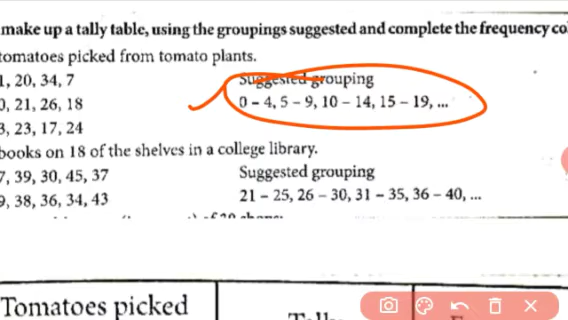 make up a tally table, using the groupings suggested and complete the frequency co
tomatoes picked from tomato plants.
1, 20, 34, 7
Suggested grouping
0, 21, 26, 18
0 – 4, 5 – 9, 10 – 14, 15 – 19, ...
3, 23, 17, 24
books on 18 of the shelves in a college library.
7, 39, 30, 45, 37
Suggested grouping
9, 38, 36, 34, 43
21 – 25, 26 – 30, 31 – 35, 36 – 40, ...
Tomatoes picked